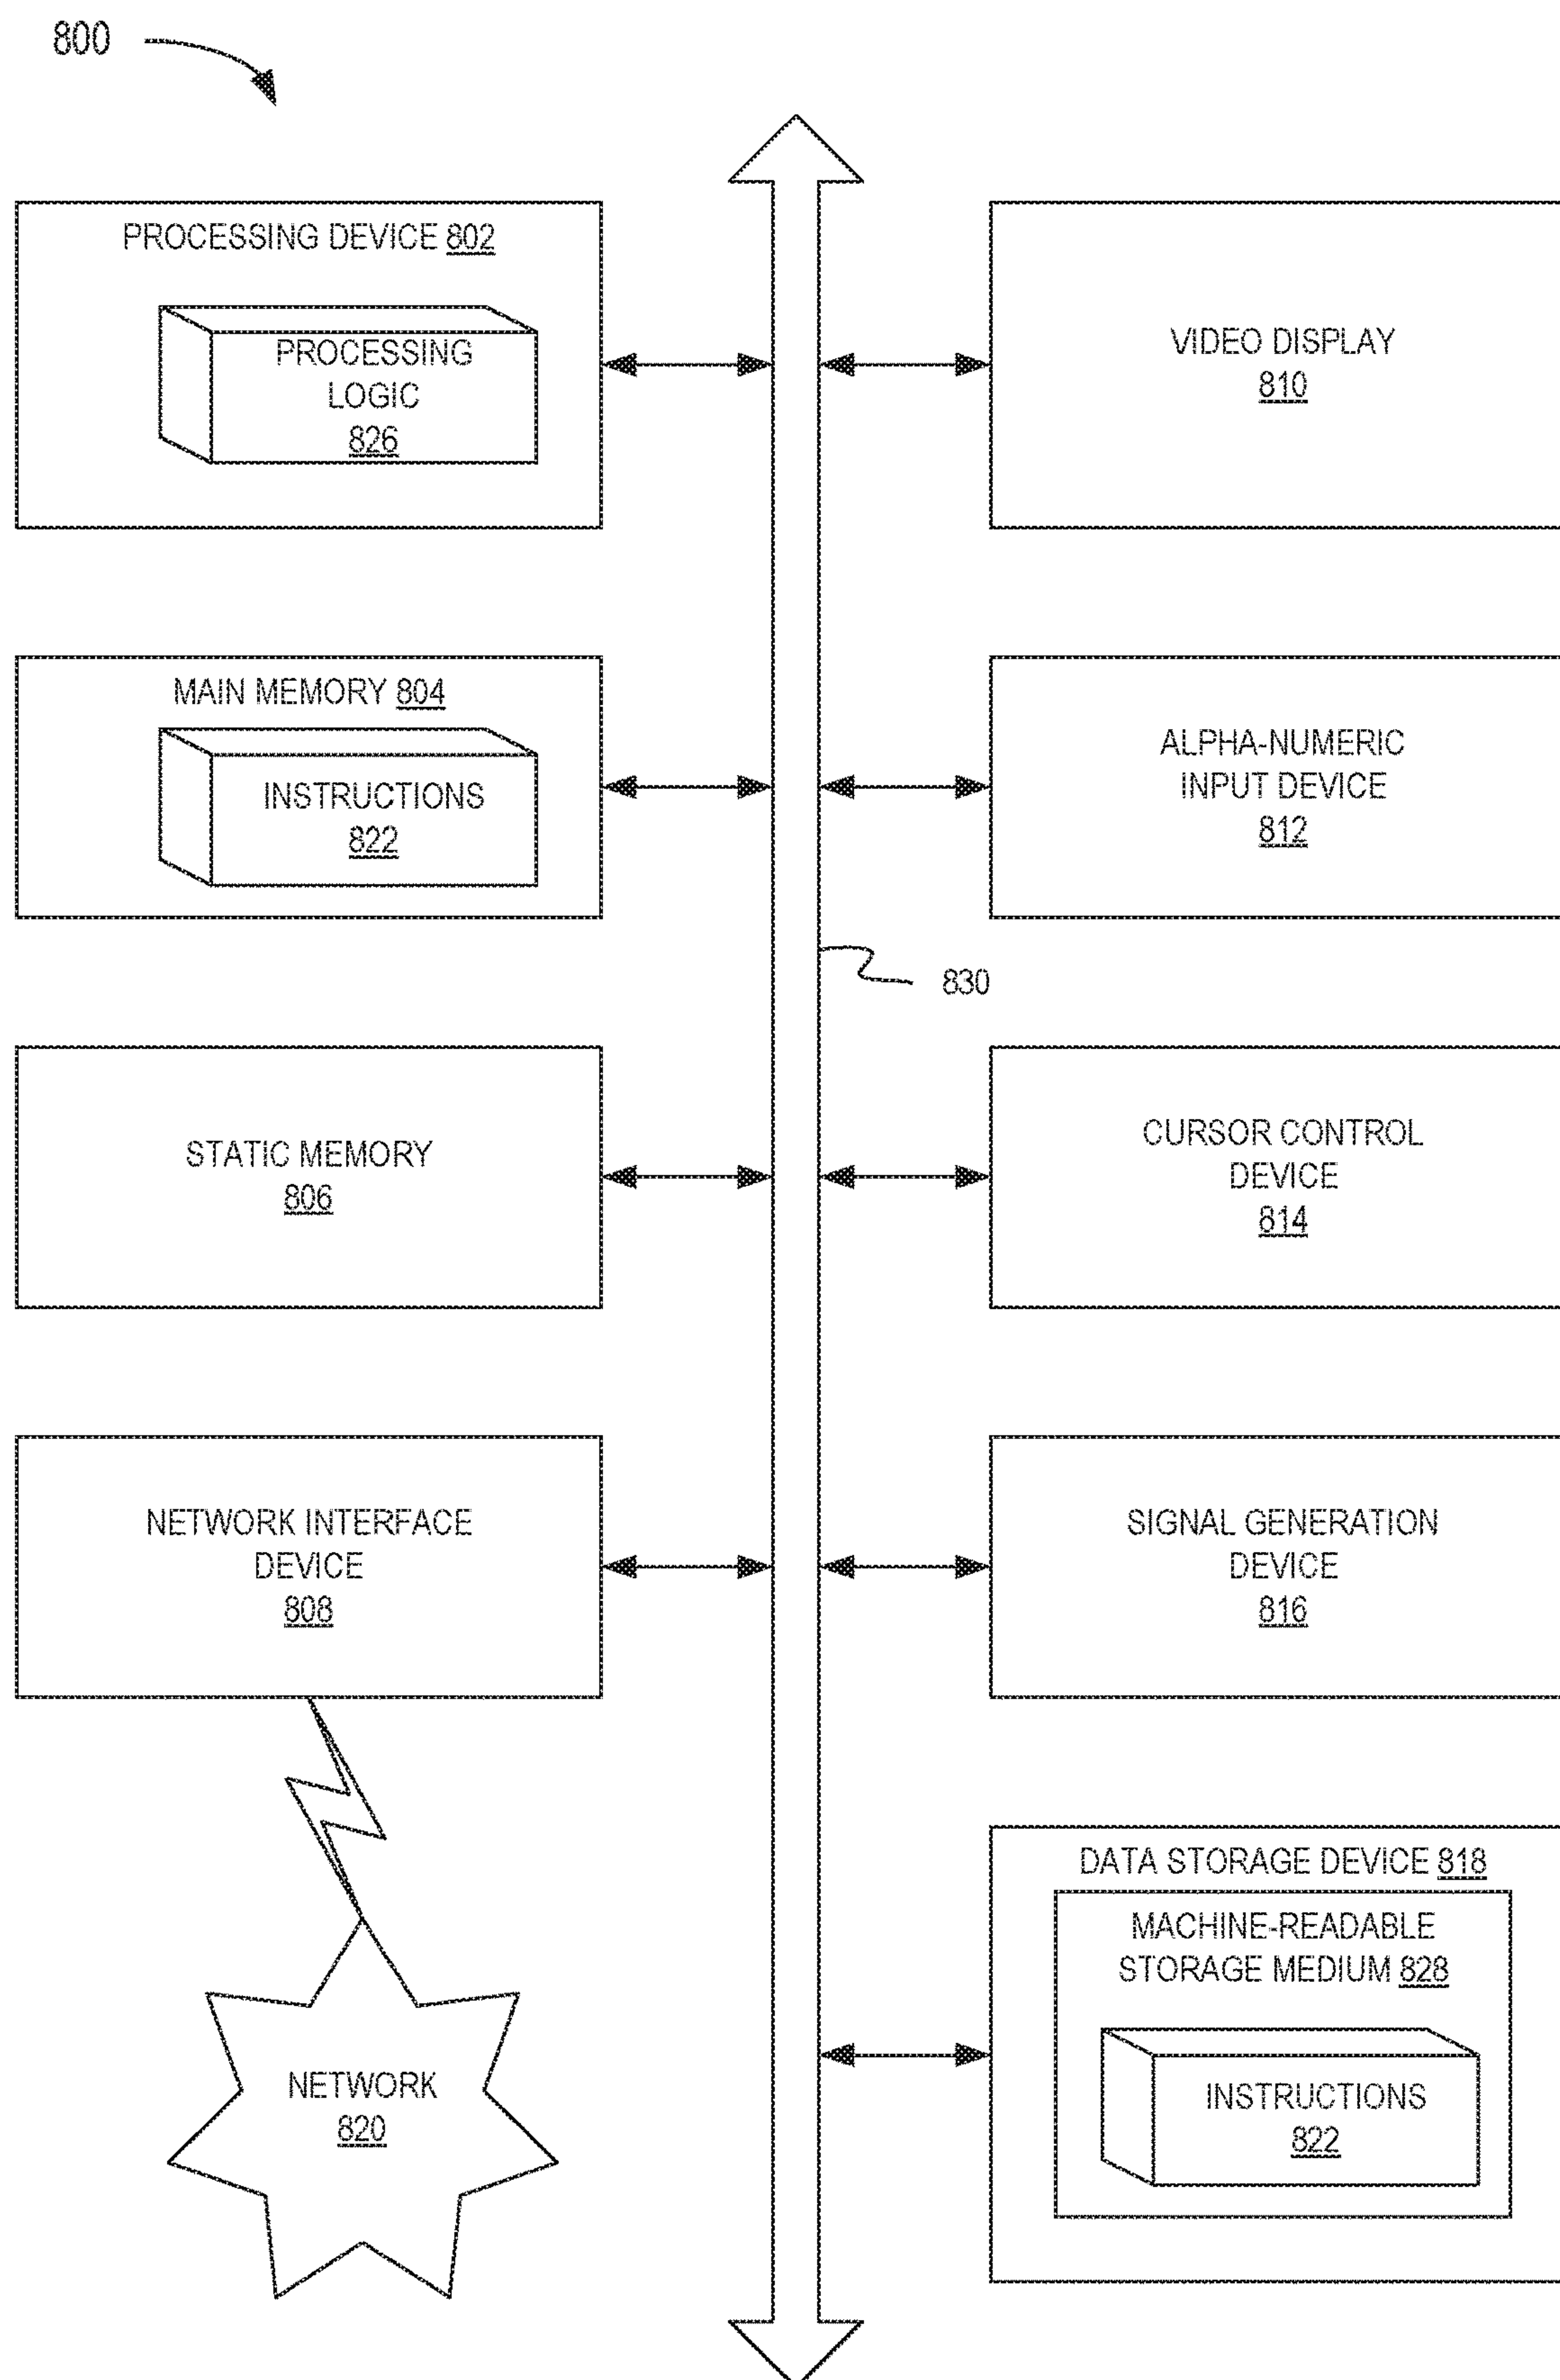 800
PROCESSING DEVICE 802
PROCESSING
LOGIC
826
VIDEO DISPLAY
810
MAIN MEMORY 804
INSTRUCTIONS
822
ALPHA-NUMERIC
INPUT DEVICE
812
830
STATIC MEMORY
806
CURSOR CONTROL
DEVICE
814
NETWORK INTERFACE
DEVICE
808
SIGNAL GENERATION
DEVICE
816
DATA STORAGE DEVICE 818
MACHINE-READABLE
STORAGE MEDIUM 828
INSTRUCTIONS
822
NETWORK
820